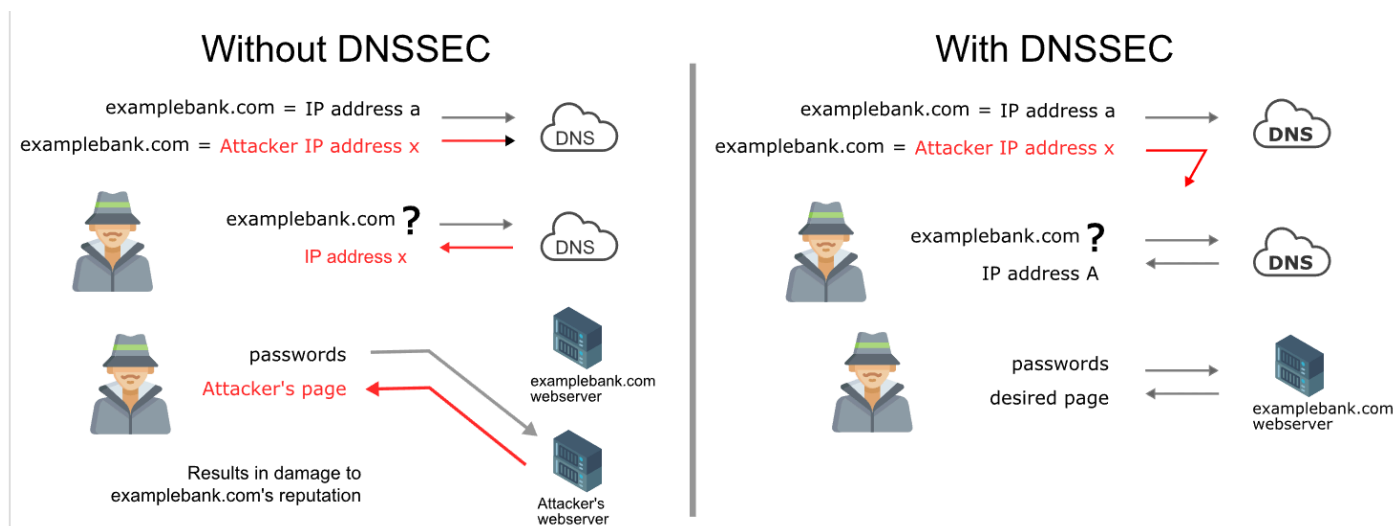 Without DNSSEC
examplebank.com = IP address a
DNS
examplebank.com = Attacker IP address x
examplebank.com ?
IP address x
DNS
passwords
Attacker's page
examplebank.com
webserver
Results in damage to
examplebank.com's reputation
Attacker's
webserver
With DNSSEC
examplebank.com = IP address a
DNS
examplebank.com = Attacker IP address x
examplebank.com ?
IP address A
DNS
passwords
desired page
examplebank.com
webserver